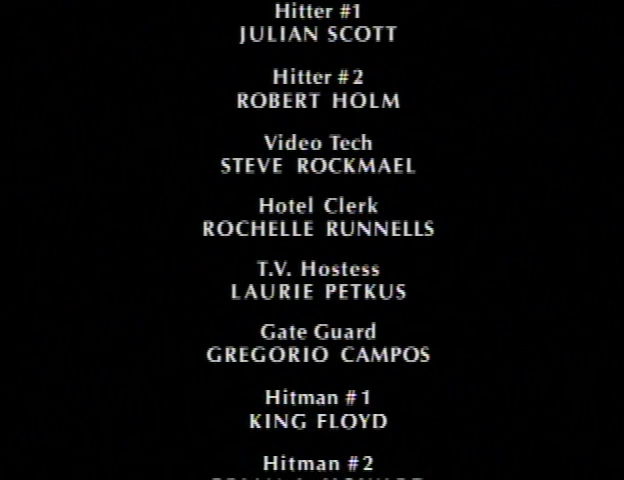 Hitter #1
JULIAN SCOTT
Hitter #2
ROBERT HOLM
Video Tech
STEVE ROCKMAEL
Hotel Clerk
ROCHELLE RUNNELLS
T.V. Hostess
LAURIE PETKUS
Gate Guard
GREGORIO CAMPOS
Hitman #1
KING FLOYD
Hitman #2